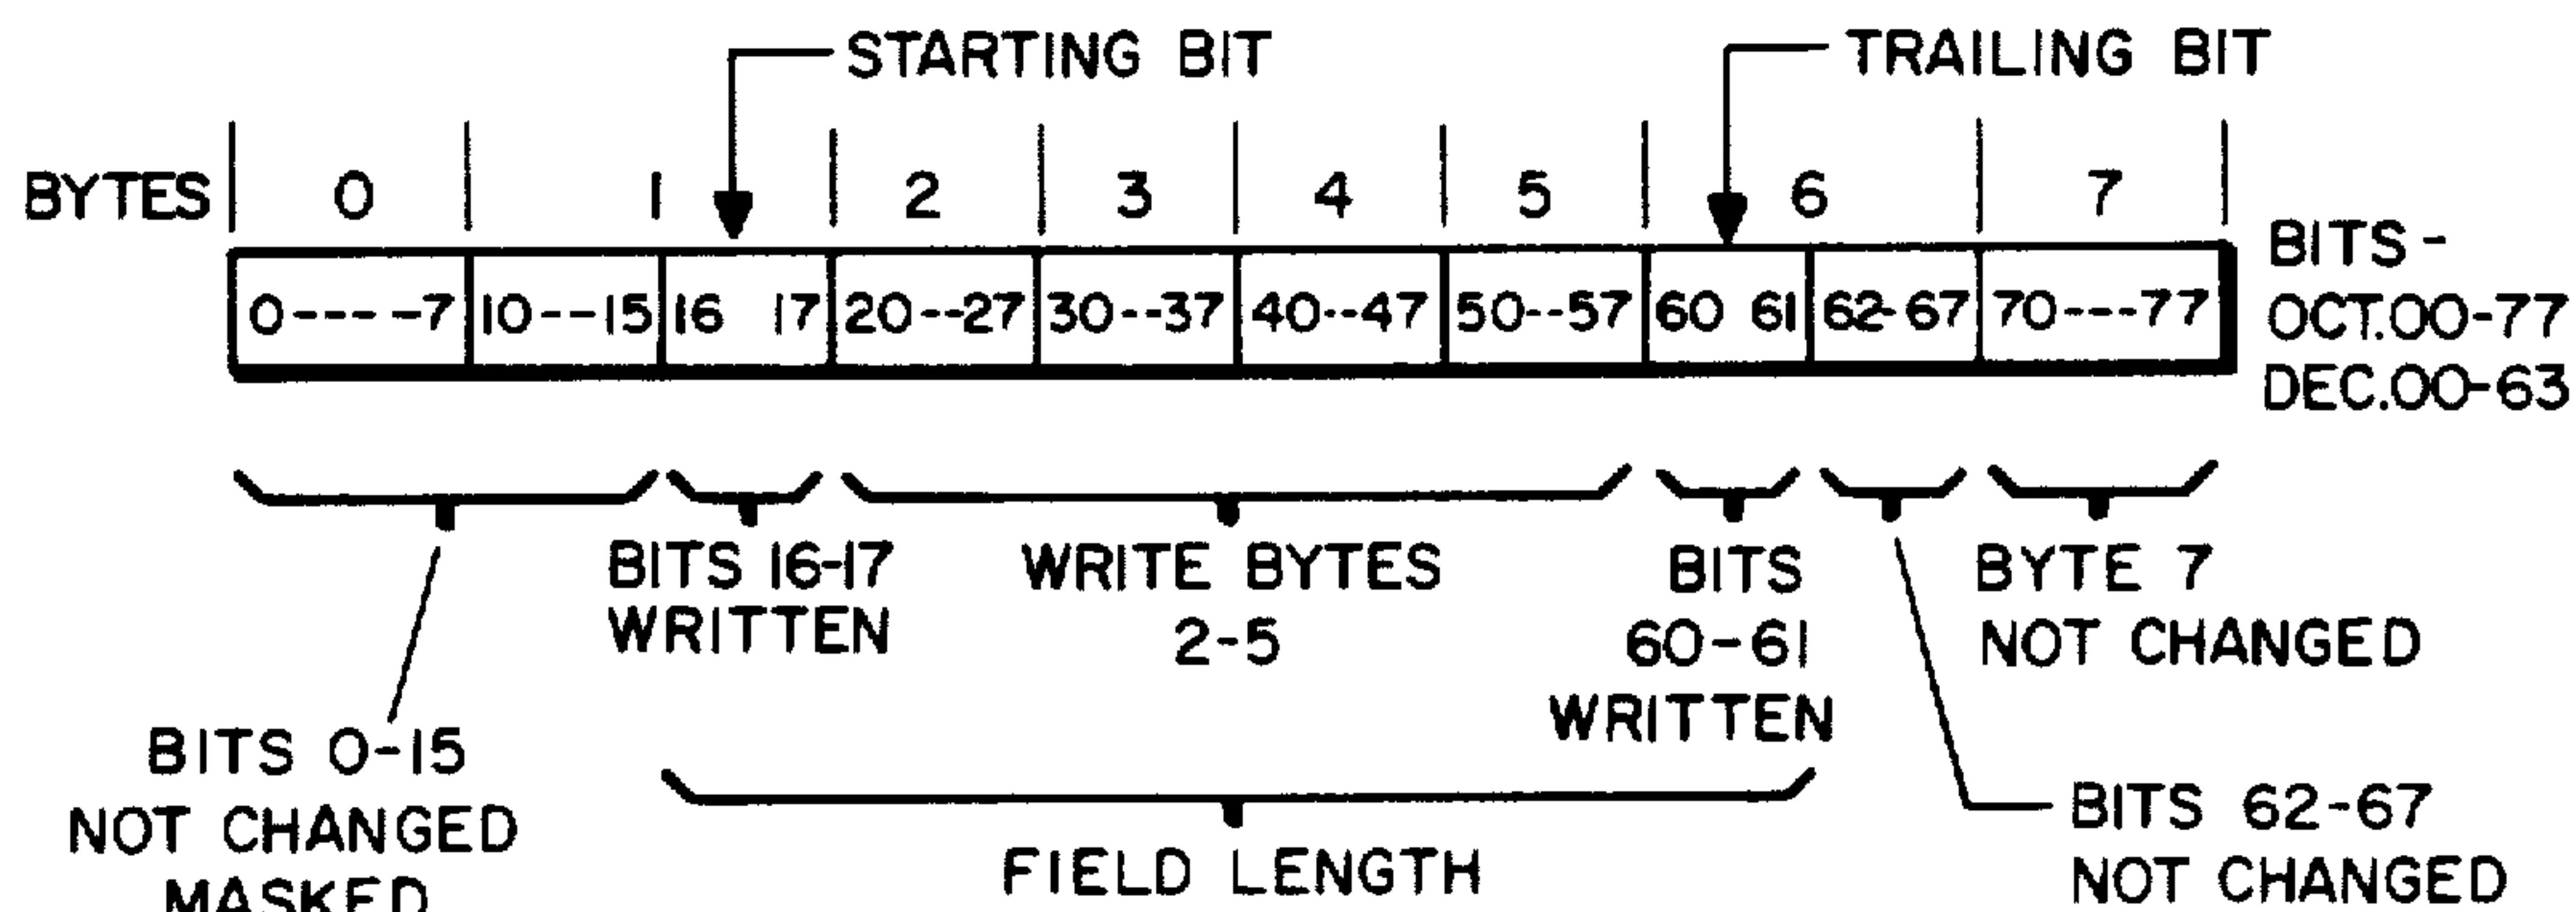 STARTING BIT
TRAILING BIT
BYTES 0 1 2 3 4 5 6 7
BITS -
0-----7 10--15 16 17 20--27 30--37 40--47 50--57 60 61 62-67 70---77
OCT.00-77
DEC.00-63
BITS 16-17
WRITTEN
WRITE BYTES
2-5
BITS
60-61
WRITTEN
BYTE 7
NOT CHANGED
BITS 0-15
NOT CHANGED
MASKED
FIELD LENGTH
BITS 62-67
NOT CHANGED